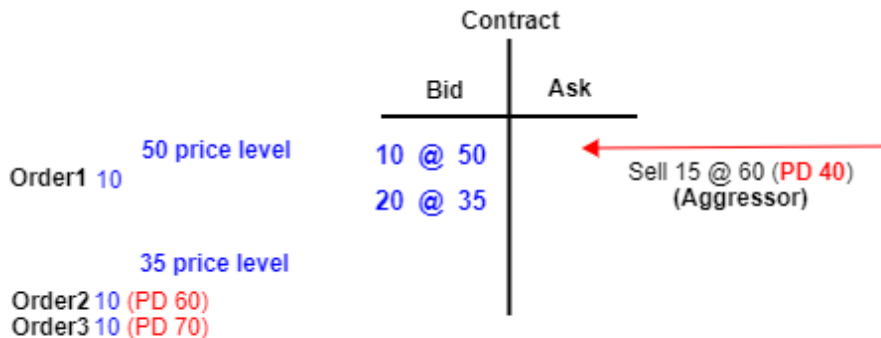 Contract
Bid
Ask
50 price level
10 @ 50
Order1 10
Sell 15 @ 60 (PD 40)
(Aggressor)
20 @ 35
35 price level
Order2 10 (PD 60)
Order3 10 (PD 70)